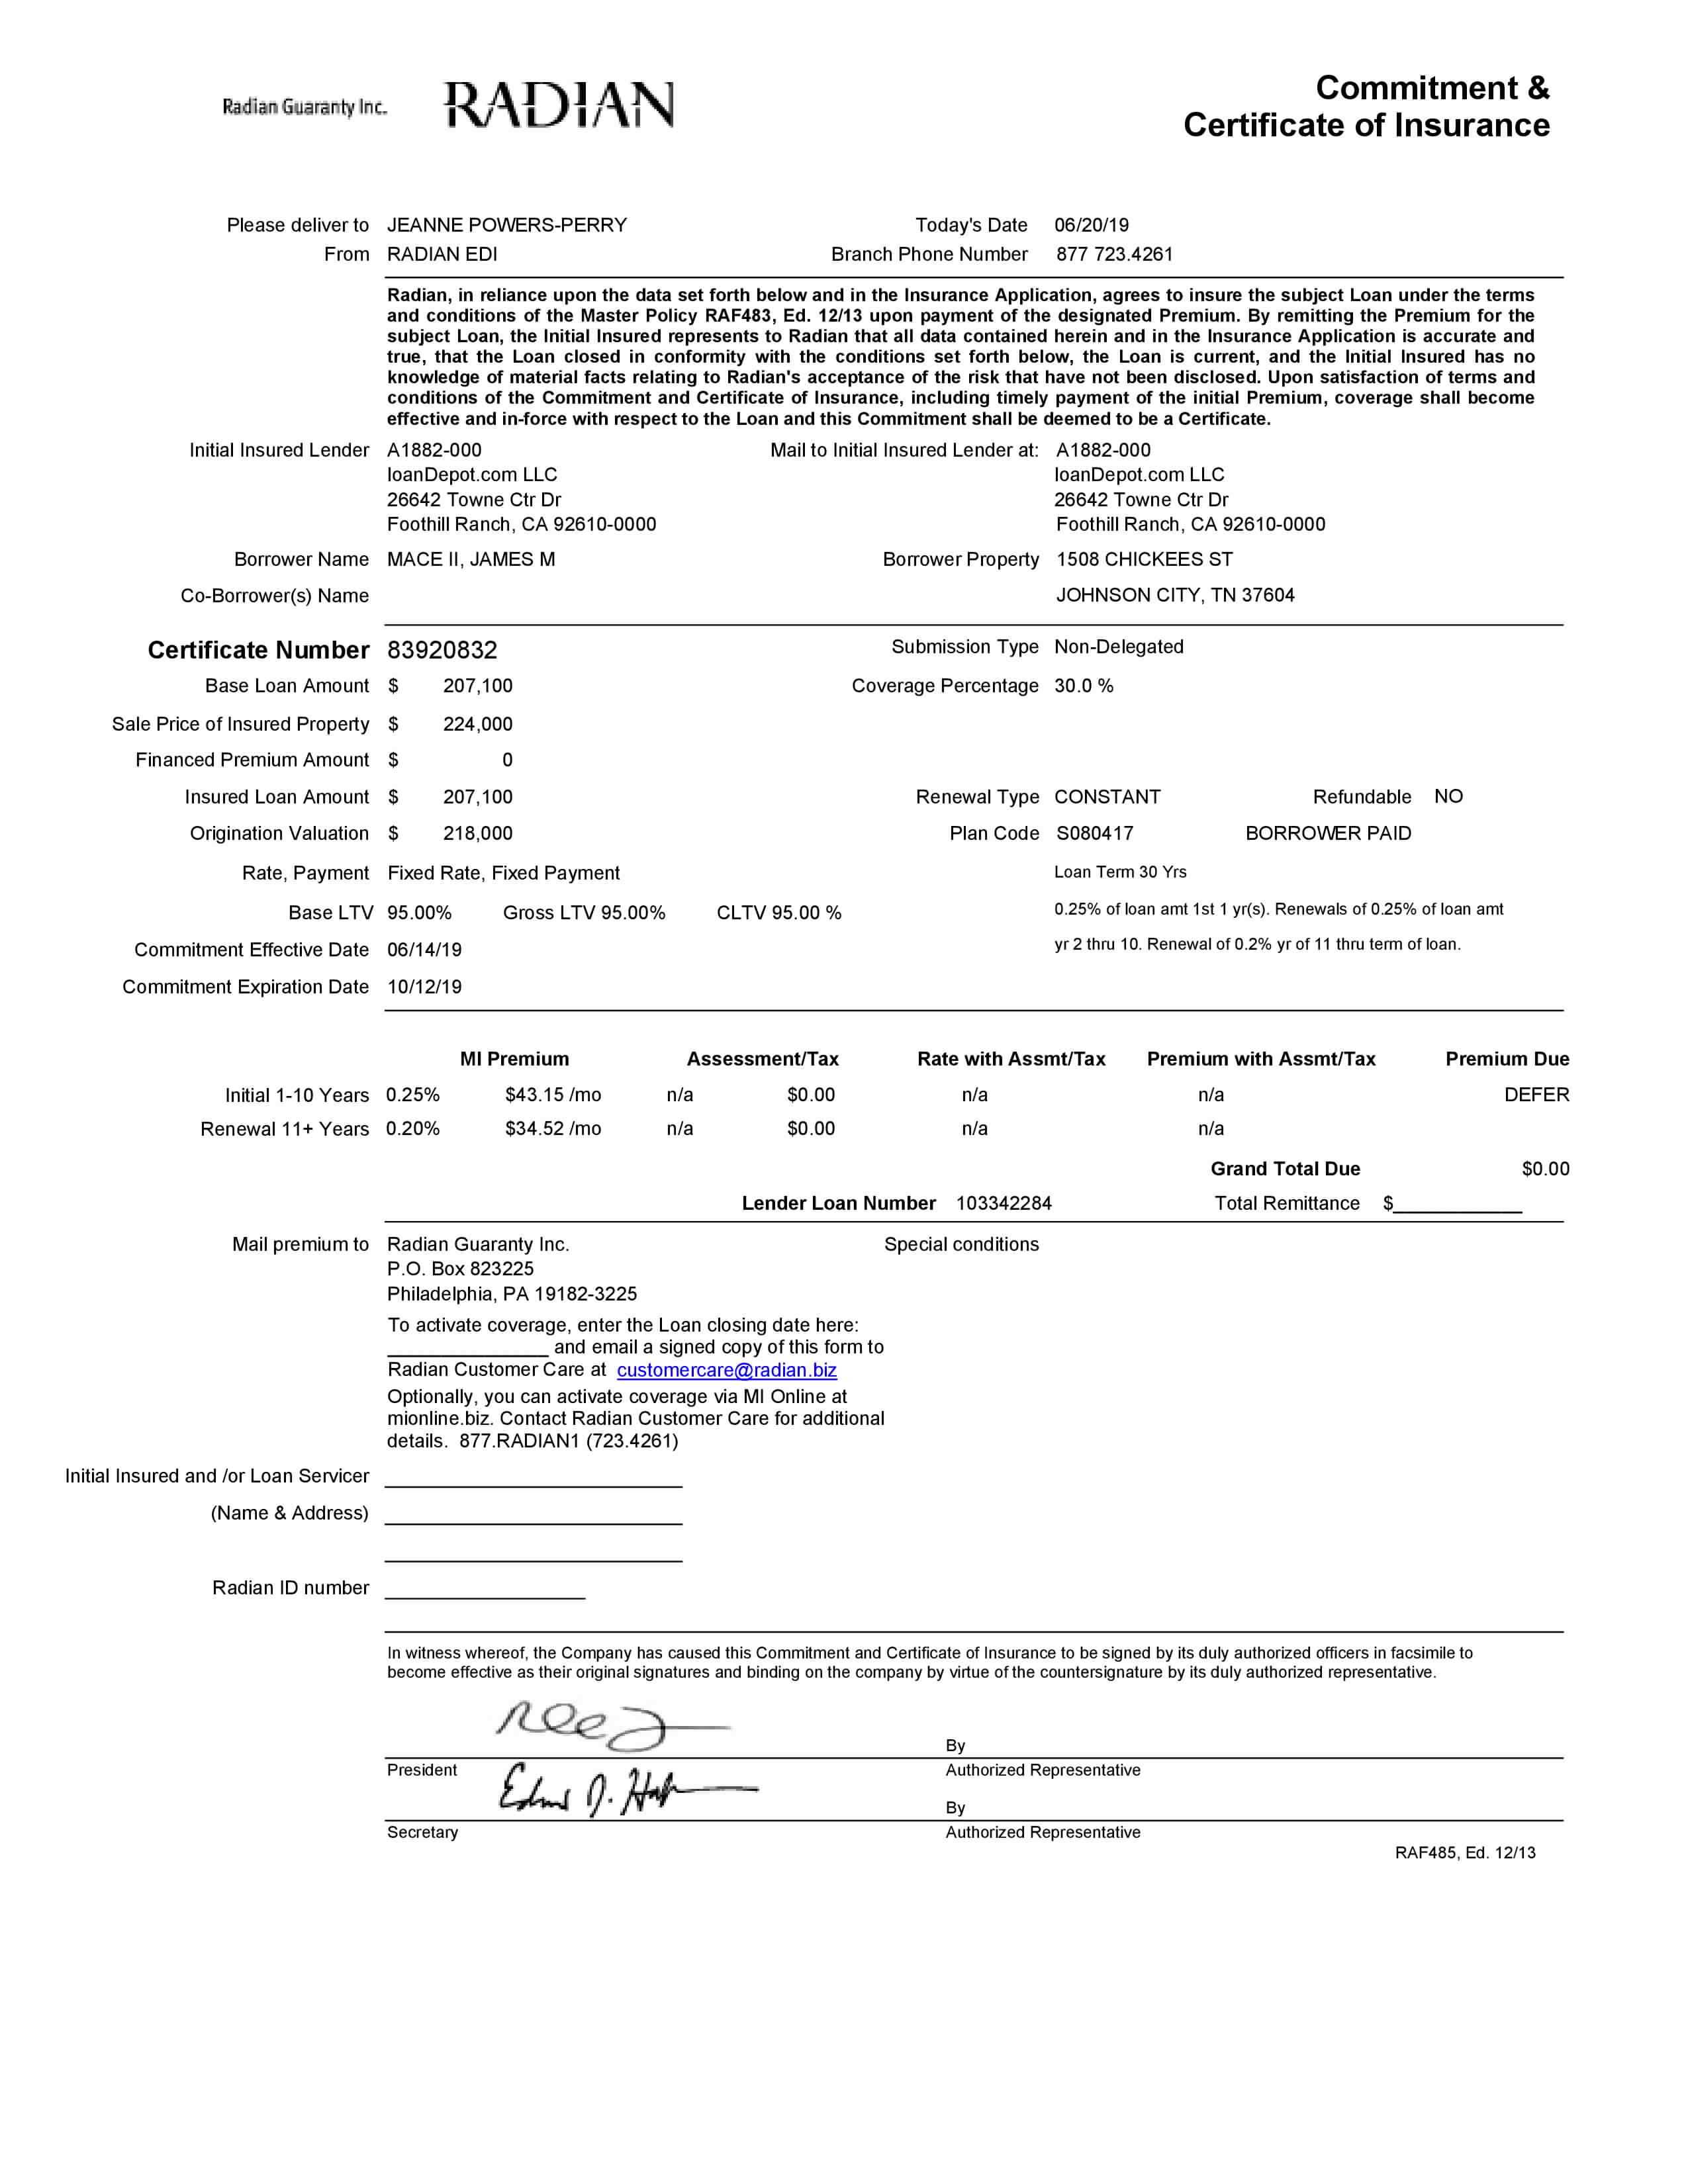 Radian Guaranty Inc. RADIAN Commitment &
Certificate of Insurance
Please deliver to JEANNE POWERS-PERRY Today's Date 06/20/19
From RADIAN EDI Branch Phone Number 877 723.4261
Radian, in reliance upon the data set forth below and in the Insurance Application, agrees to insure the subject Loan under the terms
and conditions of the Master Policy RAF483, Ed. 12/13 upon payment of the designated Premium. By remitting the Premium for the
subject Loan, the Initial Insured represents to Radian that all data contained herein and in the Insurance Application is accurate and
true, that the Loan closed in conformity with the conditions set forth below, the Loan is current, and the Initial Insured has no
knowledge of material facts relating to Radian's acceptance of the risk that have not been disclosed. Upon satisfaction of terms and
conditions of the Commitment and Certificate of Insurance, including timely payment of the initial Premium, coverage shall become
effective and in-force with respect to the Loan and this Commitment shall be deemed to be a Certificate.
Initial Insured Lender A1882-000 Mail to Initial Insured Lender at: A1882-000
loanDepot.com LLC loanDepot.com LLC
26642 Towne Ctr Dr 26642 Towne Ctr Dr
Foothill Ranch, CA 92610-0000 Foothill Ranch, CA 92610-0000
Borrower Name MACE II, JAMES M Borrower Property 1508 CHICKEES ST
Co-Borrower(s) Name JOHNSON CITY, TN 37604
Certificate Number 83920832 Submission Type Non-Delegated
Base Loan Amount $ 207,100 Coverage Percentage 30.0 %
Sale Price of Insured Property $ 224,000
Financed Premium Amount $ 0
Insured Loan Amount $ 207,100 Renewal Type CONSTANT Refundable NO
Origination Valuation $ 218,000 Plan Code S080417 BORROWER PAID
Rate, Payment Fixed Rate, Fixed Payment Loan Term 30 Yrs
Base LTV 95.00% Gross LTV 95.00% CLTV 95.00 % 0.25% of loan amt 1st 1 yr(s). Renewals of 0.25% of loan amt
Commitment Effective Date 06/14/19 yr 2 thru 10. Renewal of 0.2% yr of 11 thru term of loan.
Commitment Expiration Date 10/12/19
MI Premium Assessment/Tax Rate with Assmt/Tax Premium with Assmt/Tax Premium Due
Initial 1-10 Years 0.25% $43.15 /mo n/a $0.00 n/a n/a DEFER
Renewal 11+ Years 0.20% $34.52 /mo n/a $0.00 n/a n/a
Grand Total Due $0.00
Lender Loan Number 103342284 Total Remittance $
Mail premium to Radian Guaranty Inc. Special conditions
P.O. Box 823225
Philadelphia, PA 19182-3225
To activate coverage, enter the Loan closing date here:
and email a signed copy of this form to
Radian Customer Care at customercare@radian.biz
Optionally, you can activate coverage via MI Online at
mionline.biz. Contact Radian Customer Care for additional
details. 877.RADIAN1 (723.4261)
Initial Insured and /or Loan Servicer
(Name & Address)
Radian ID number
In witness whereof, the Company has caused this Commitment and Certificate of Insurance to be signed by its duly authorized officers in facsimile to
become effective as their original signatures and binding on the company by virtue of the countersignature by its duly authorized representative.
By
President Authorized Representative
By
Secretary Authorized Representative
RAF485, Ed. 12/13